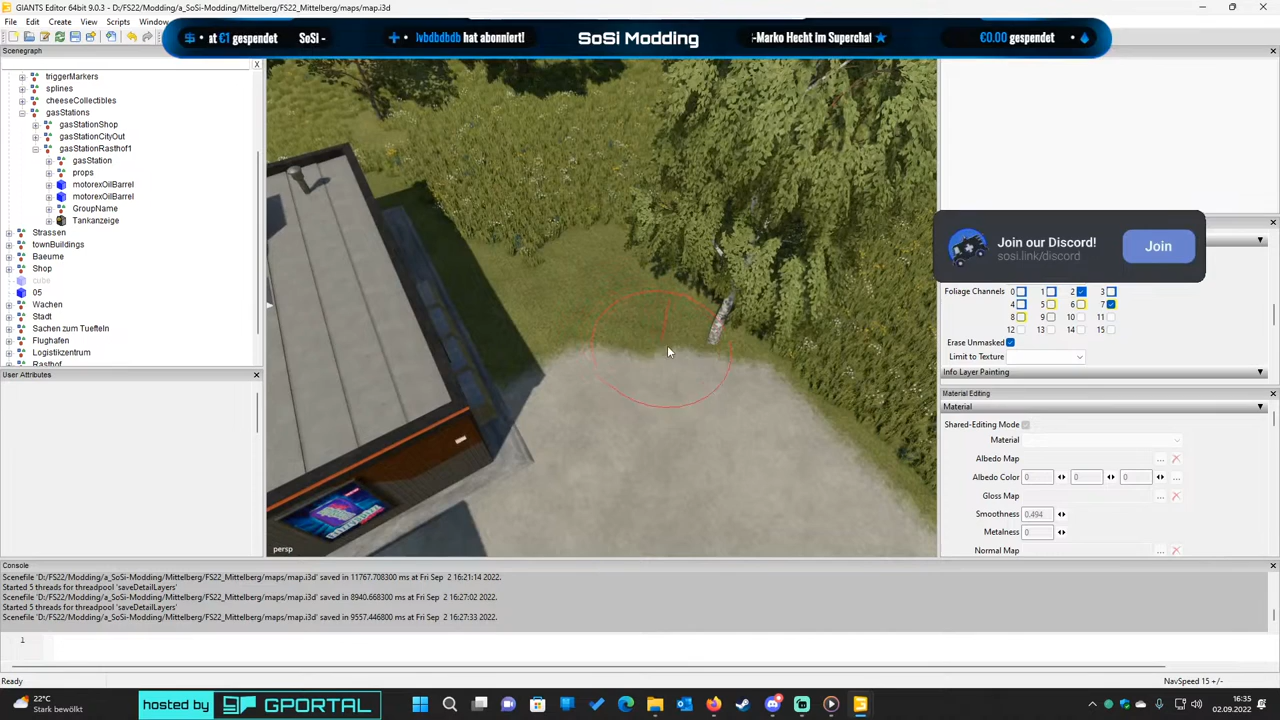 GIANTS Editor 64bit 9.0.3 - D:/FS22/Modding/a_SoSi-Modding/Mittelberg/FS22_Mittelberg/maps/map.i3d
File Edit Create View Scripts Window
at €1 gespendet SoSi - lvbdbdbdb hat abonniert! SoSi Modding -Marko Hecht im Superchat €0.00 gespendet
Scenegraph
X
triggerMarkers
splines
cheeseCollectibles
gasStations
gasStationShop
gasStationCityOut
gasStationRasthof1
gasStation
props
motorexOilBarrel
motorexOilBarrel
GroupName
Tankanzeige
Strassen
townBuildings
Baeume
Shop
cube
05
Wachen
Stadt
Sachen zum Tuefteln
Flughafen
Logistikzentrum
Rasthof
User Attributes
persp
Join our Discord!
sosi.link/discord
Join
Foliage Channels 0 1 2 3
4 5 6 7
8 9 10 11
12 13 14 15
Erase Unmasked
Limit to Texture
Info Layer Painting
Material Editing
Material
Shared-Editing Mode
Material
Albedo Map ...
Albedo Color 0 0 0 ...
Gloss Map ...
Smoothness 0.494
Metalness 0
Normal Map ...
Console
Scenefile 'D:/FS22/Modding/a_SoSi-Modding/Mittelberg/FS22_Mittelberg/maps/map.i3d' saved in 11767.708300 ms at Fri Sep 2 16:21:14 2022.
Started 5 threads for threadpool 'saveDetailLayers'
Scenefile 'D:/FS22/Modding/a_SoSi-Modding/Mittelberg/FS22_Mittelberg/maps/map.i3d' saved in 8940.668300 ms at Fri Sep 2 16:27:02 2022.
Started 5 threads for threadpool 'saveDetailLayers'
Scenefile 'D:/FS22/Modding/a_SoSi-Modding/Mittelberg/FS22_Mittelberg/maps/map.i3d' saved in 9557.446800 ms at Fri Sep 2 16:27:33 2022.
1
Ready
NavSpeed 15 +/-
22°C
Stark bewölkt
hosted by GPORTAL
16:35
02.09.2022